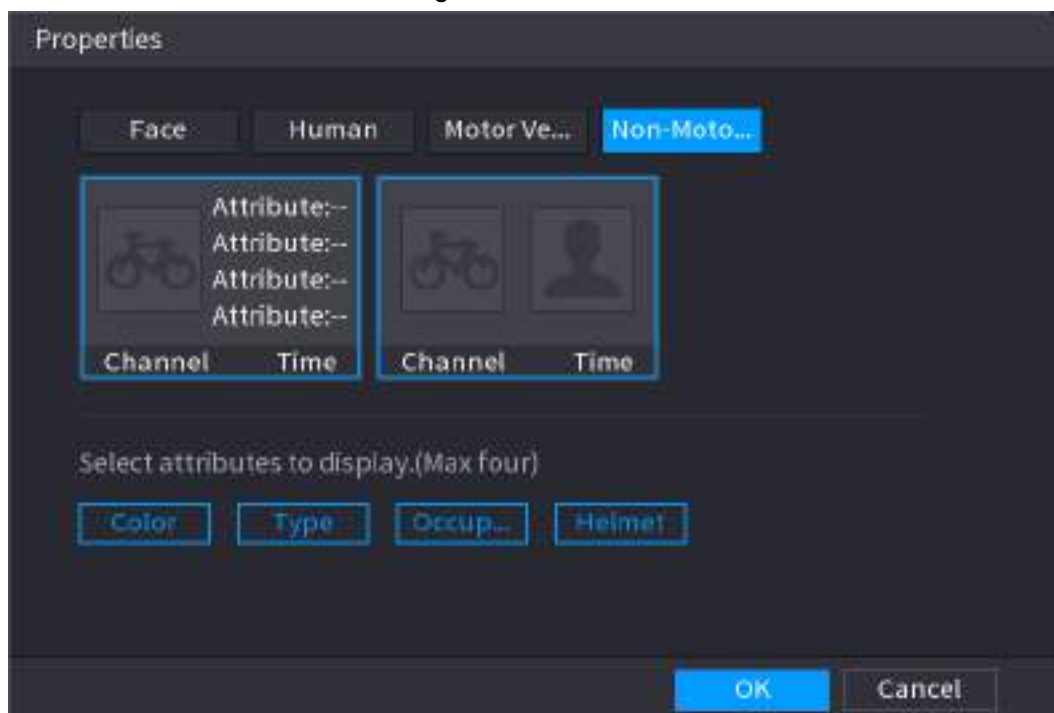 Properties
Face Human Motor Ve... Non-Moto...
Attribute:--
Attribute:--
Attribute:--
Attribute:--
Channel Time Channel Time
Select attributes to display.(Max four)
Color Type Occup... Helmet
OK Cancel